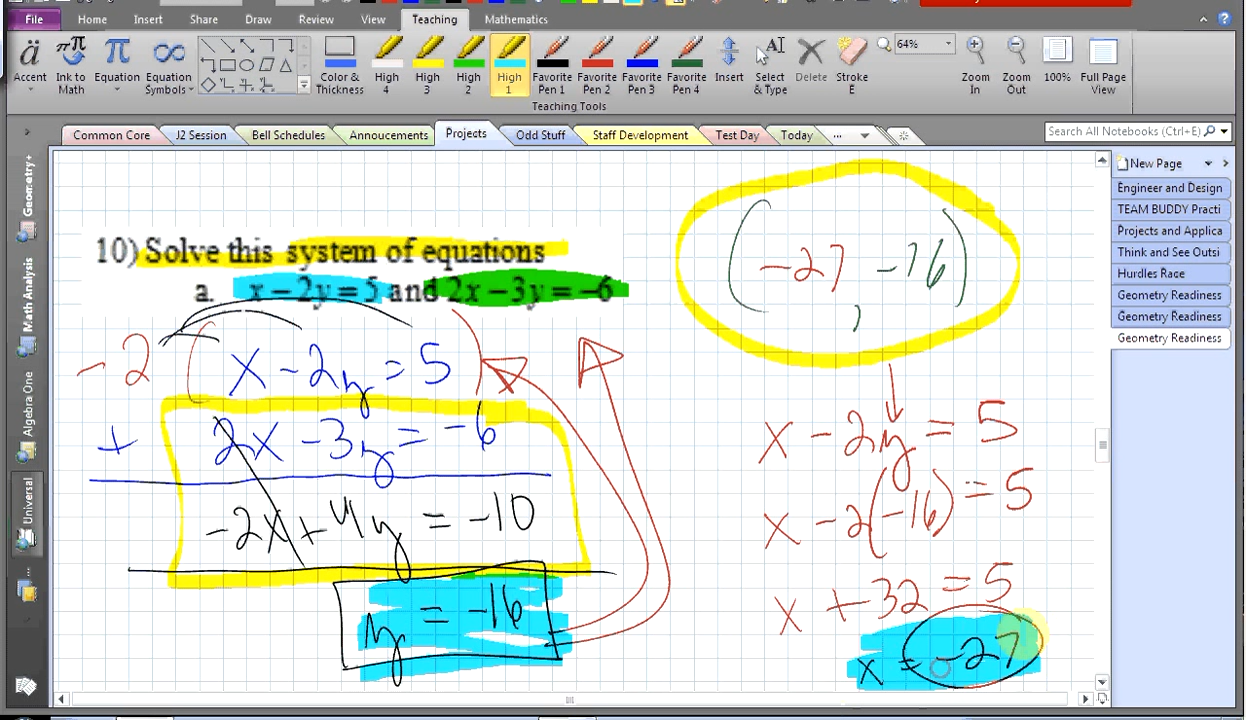 File Home Insert Share Draw Review View Teaching Mathematics
ä π π π ∞ 64%
Accent Ink to Math Equation Equation Symbols Color & Thickness High 4 High 3 High 2 High 1 Favorite Pen 1 Favorite Pen 2 Favorite Pen 3 Favorite Pen 4 Insert Select & Type Delete Stroke E Zoom In Zoom Out 100% Full Page View
Teaching Tools
Common Core J2 Session Bell Schedules Annoucements Projects Odd Stuff Staff Development Test Day Today ... Search All Notebooks (Ctrl+E)
Geometry+
Math Analysis
Algebra One
Universal
...
New Page
Engineer and Design
TEAM BUDDY Practi
Projects and Applica
Think and See Outsi
Hurdles Race
Geometry Readiness
Geometry Readiness
Geometry Readiness
10) Solve this system of equations
a. x − 2y = 5 and 2x − 3y = −6
-2 ( x - 2y = 5 )
+ 2x - 3y = -6
-2x + 4y = -10
y = -16
( -27 , -16 )
x - 2y = 5
x - 2(-16) = 5
x + 32 = 5
x = -27